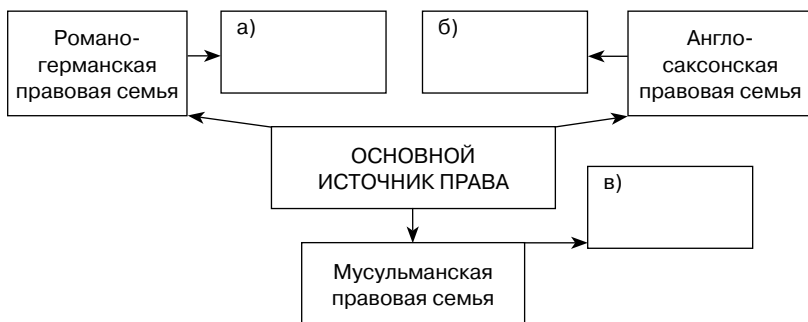 Романо-
германская
правовая семья
а)
б)
Англо-
саксонская
правовая семья
ОСНОВНОЙ
ИСТОЧНИК ПРАВА
в)
Мусульманская
правовая семья